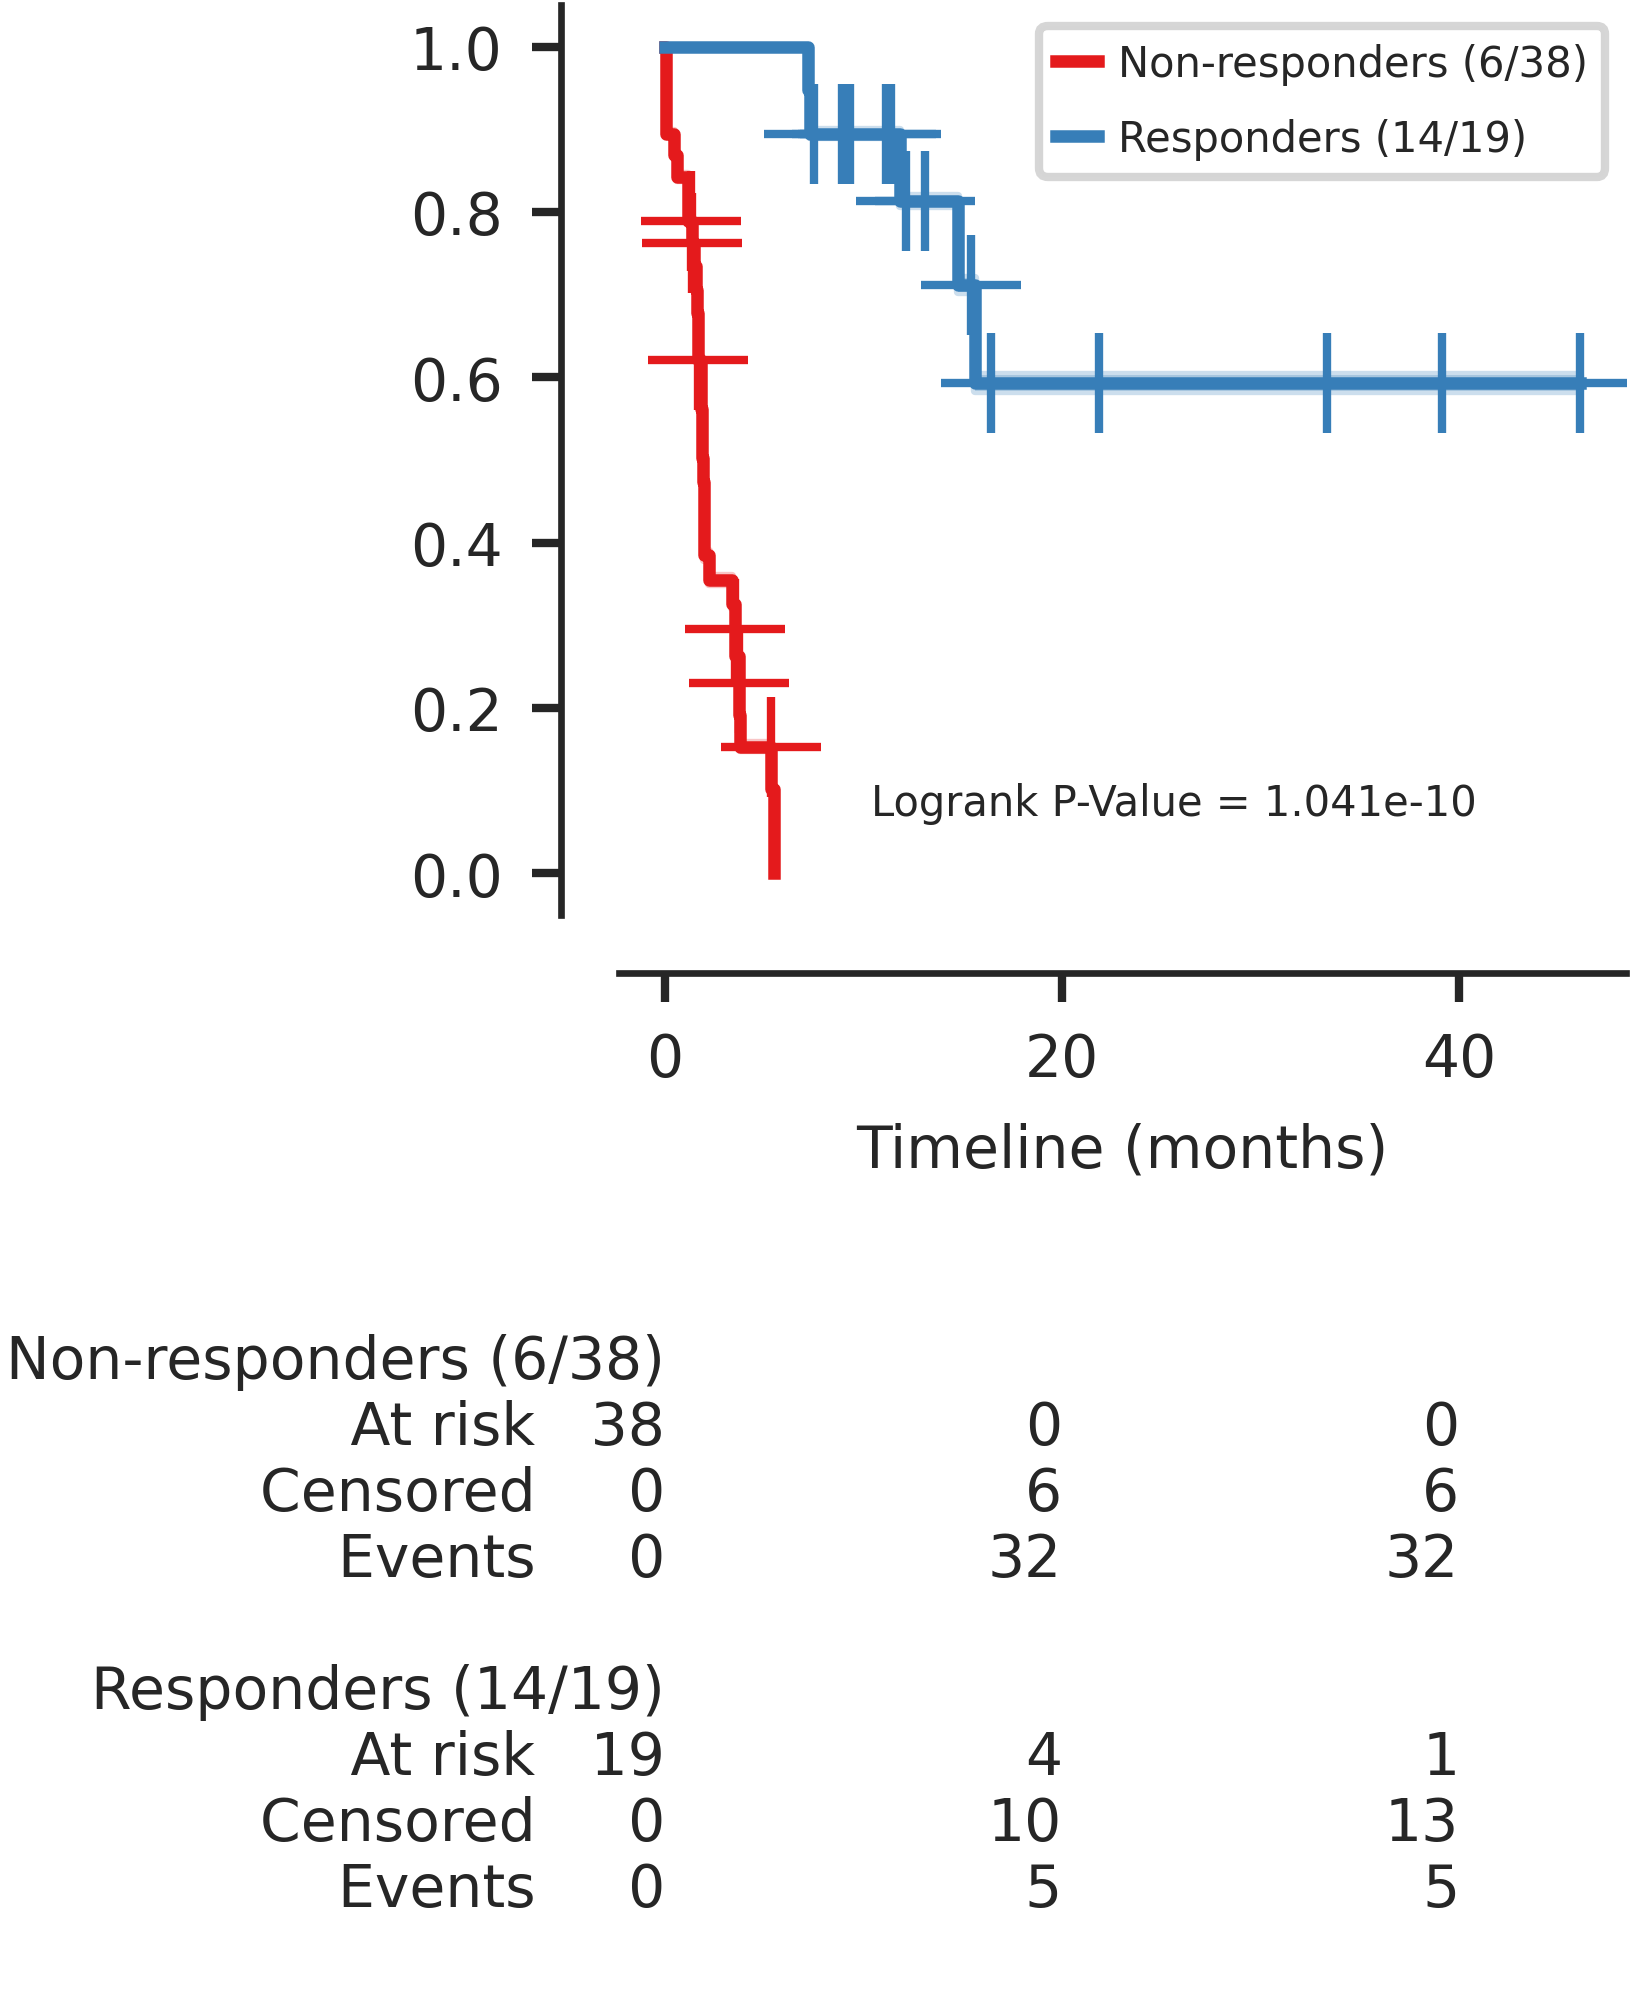 1.0
0.8
0.6
0.4
0.2
0.0
Non-responders (6/38)
Responders (14/19)
Logrank P-Value = 1.041e-10
0 20 40
Timeline (months)
Non-responders (6/38)
At risk 38 0 0
Censored 0 6 6
Events 0 32 32
Responders (14/19)
At risk 19 4 1
Censored 0 10 13
Events 0 5 5